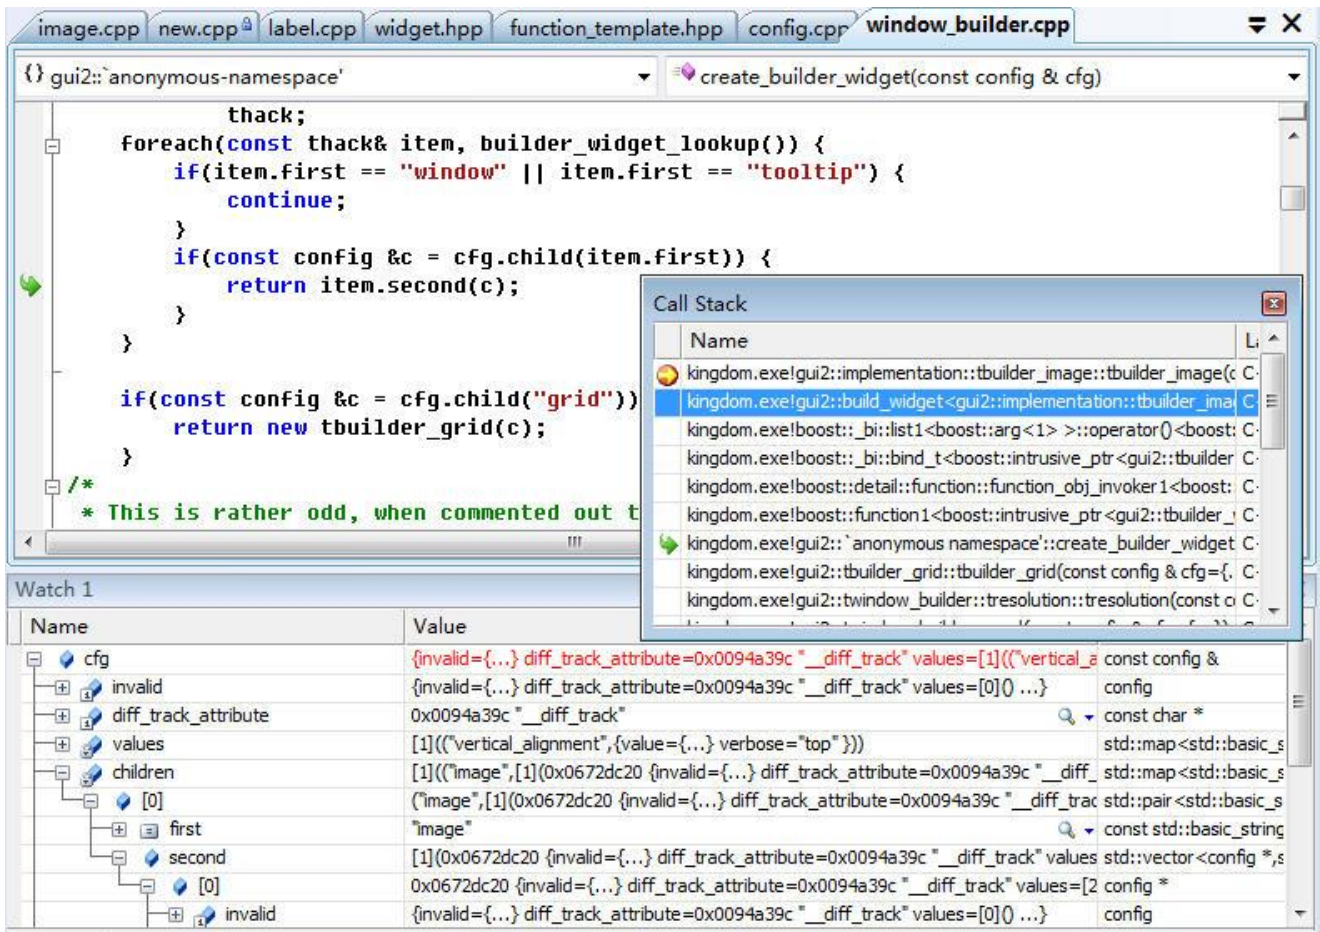 image.cpp new.cpp label.cpp widget.hpp function_template.hpp config.cpp window_builder.cpp
{} gui2::`anonymous-namespace' create_builder_widget(const config & cfg)
thack;
foreach(const thack& item, builder_widget_lookup()) {
if(item.first == "window" || item.first == "tooltip") {
continue;
}
if(const config &c = cfg.child(item.first)) {
return item.second(c);
}
}
if(const config &c = cfg.child("grid"))
return new tbuilder_grid(c);
}
/*
* This is rather odd, when commented out t
Call Stack
Name
kingdom.exe!gui2::implementation::tbuilder_image::tbuilder_image(c C
kingdom.exe!gui2::build_widget<gui2::implementation::tbuilder_ima C
kingdom.exe!boost::_bi::list1<boost::arg<1> >::operator()<boost: C
kingdom.exe!boost::_bi::bind_t<boost::intrusive_ptr<gui2::tbuilder C
kingdom.exe!boost::detail::function::function_obj_invoker1<boost: C
kingdom.exe!boost::function1<boost::intrusive_ptr<gui2::tbuilder_ C
kingdom.exe!gui2::`anonymous namespace'::create_builder_widget C
kingdom.exe!gui2::tbuilder_grid::tbuilder_grid(const config & cfg={. C
kingdom.exe!gui2::twindow_builder::tresolution::tresolution(const c C
Watch 1
Name Value
cfg {invalid={...} diff_track_attribute=0x0094a39c "__diff_track" values=[1](("vertical_a const config &
invalid {invalid={...} diff_track_attribute=0x0094a39c "__diff_track" values=[0]() ...} config
diff_track_attribute 0x0094a39c "__diff_track" const char *
values [1](("vertical_alignment",{value={...} verbose="top" })) std::map<std::basic_s
children [1](("image",[1](0x0672dc20 {invalid={...} diff_track_attribute=0x0094a39c "__diff_ std::map<std::basic_s
[0] ("image",[1](0x0672dc20 {invalid={...} diff_track_attribute=0x0094a39c "__diff_trac std::pair<std::basic_s
first "image" const std::basic_string
second [1](0x0672dc20 {invalid={...} diff_track_attribute=0x0094a39c "__diff_track" values std::vector<config *,s
[0] 0x0672dc20 {invalid={...} diff_track_attribute=0x0094a39c "__diff_track" values=[2 config *
invalid {invalid={...} diff_track_attribute=0x0094a39c "__diff_track" values=[0]() ...} config